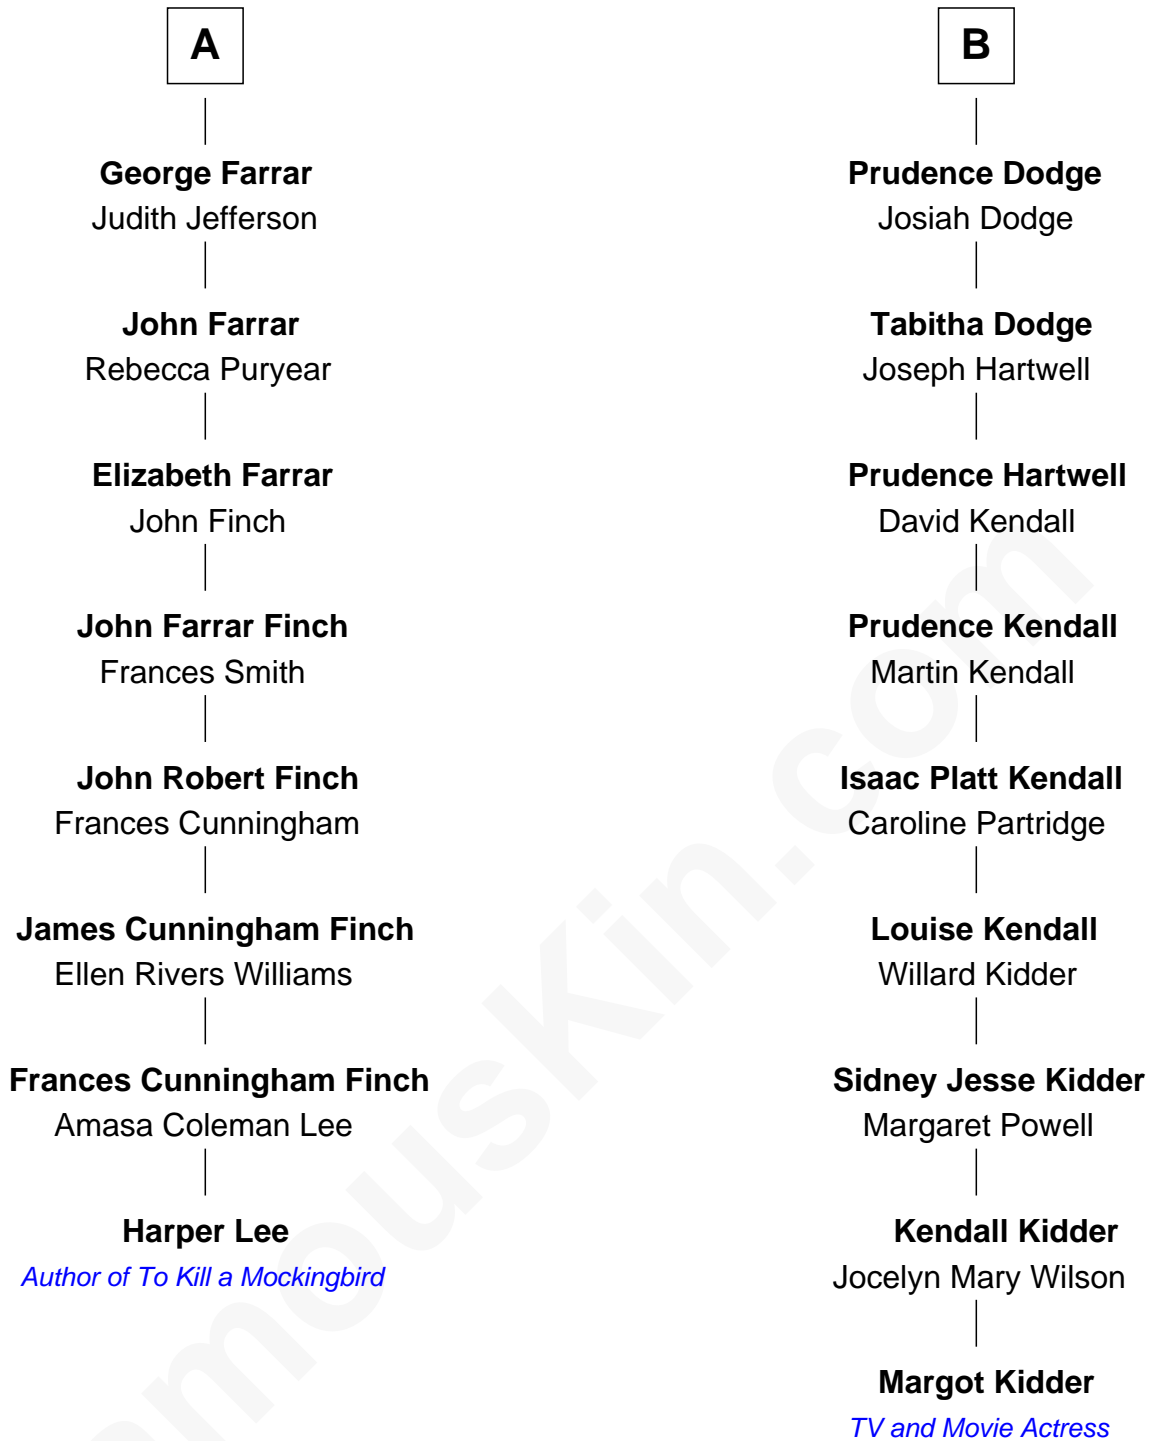 A
George Farrar
Judith Jefferson
John Farrar
Rebecca Puryear
Elizabeth Farrar
John Finch
John Farrar Finch
Frances Smith
John Robert Finch
Frances Cunningham
James Cunningham Finch
Ellen Rivers Williams
Frances Cunningham Finch
Amasa Coleman Lee
Harper Lee
Author of To Kill a Mockingbird
B
Prudence Dodge
Josiah Dodge
Tabitha Dodge
Joseph Hartwell
Prudence Hartwell
David Kendall
Prudence Kendall
Martin Kendall
Isaac Platt Kendall
Caroline Partridge
Louise Kendall
Willard Kidder
Sidney Jesse Kidder
Margaret Powell
Kendall Kidder
Jocelyn Mary Wilson
Margot Kidder
TV and Movie Actress
amousKin.com